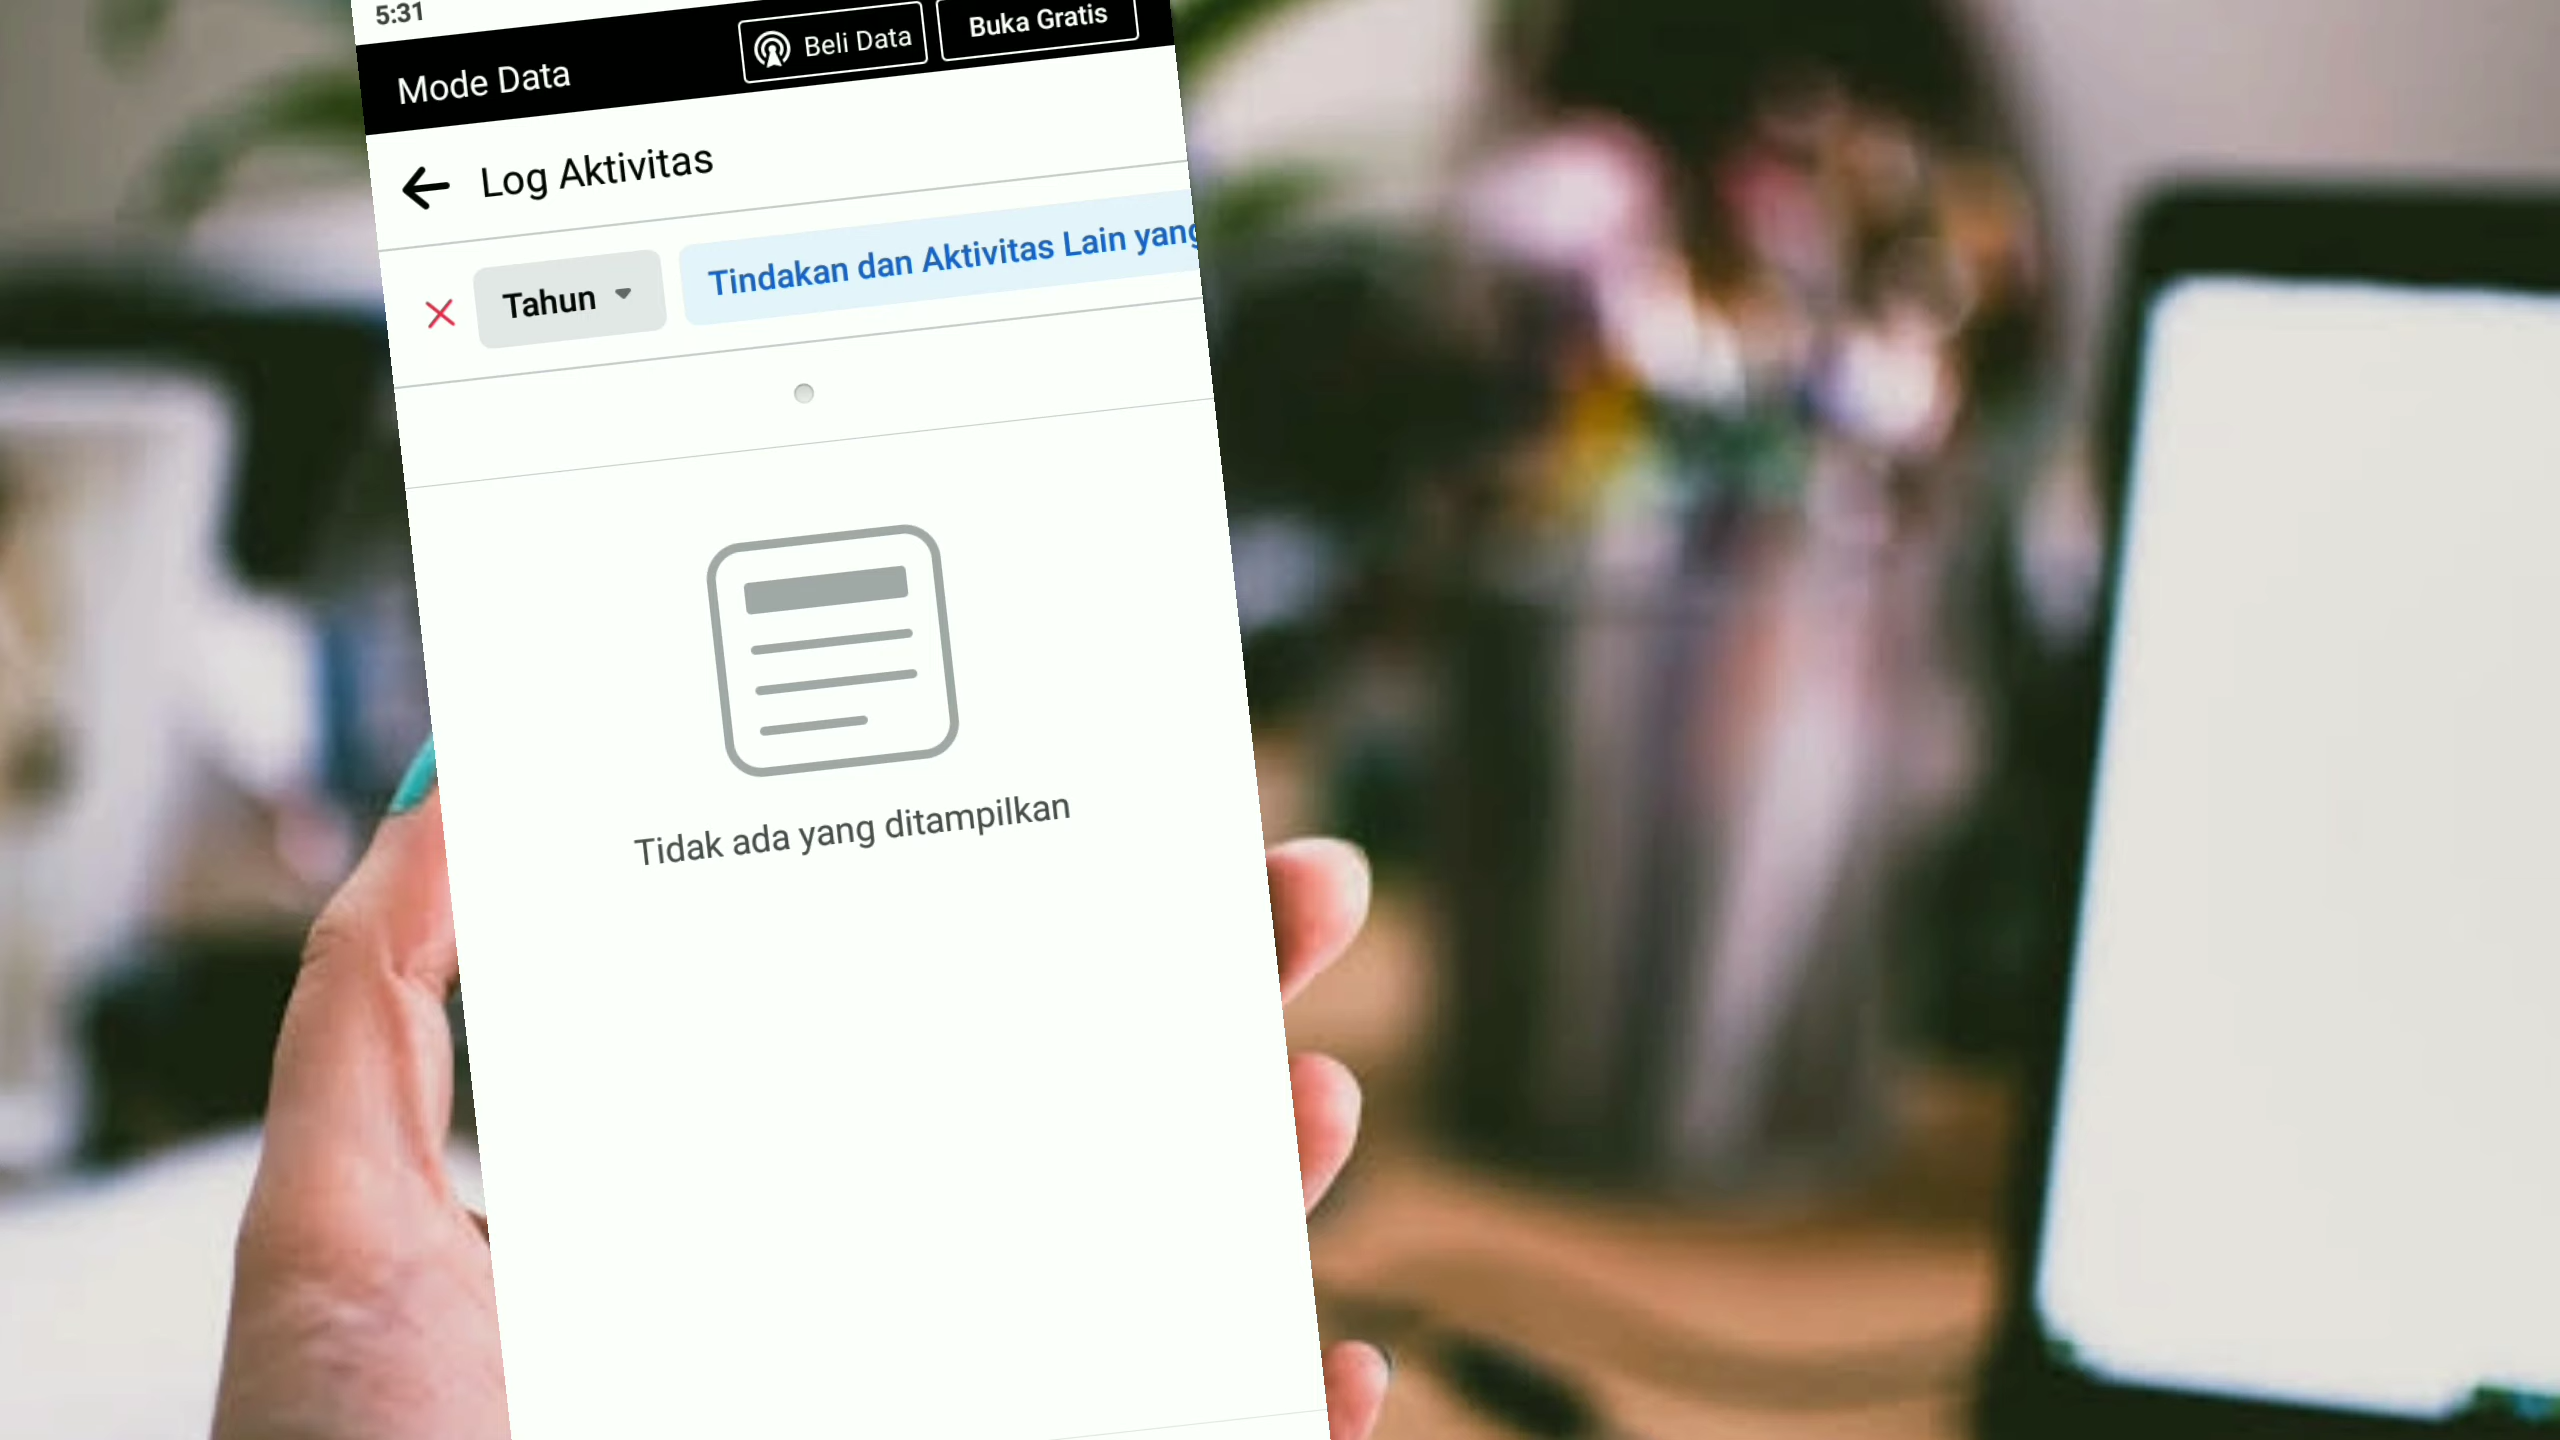 5:31
Mode Data
Beli Data
Buka Gratis
Log Aktivitas
Tahun
Tindakan dan Aktivitas Lain yang
Tidak ada yang ditampilkan